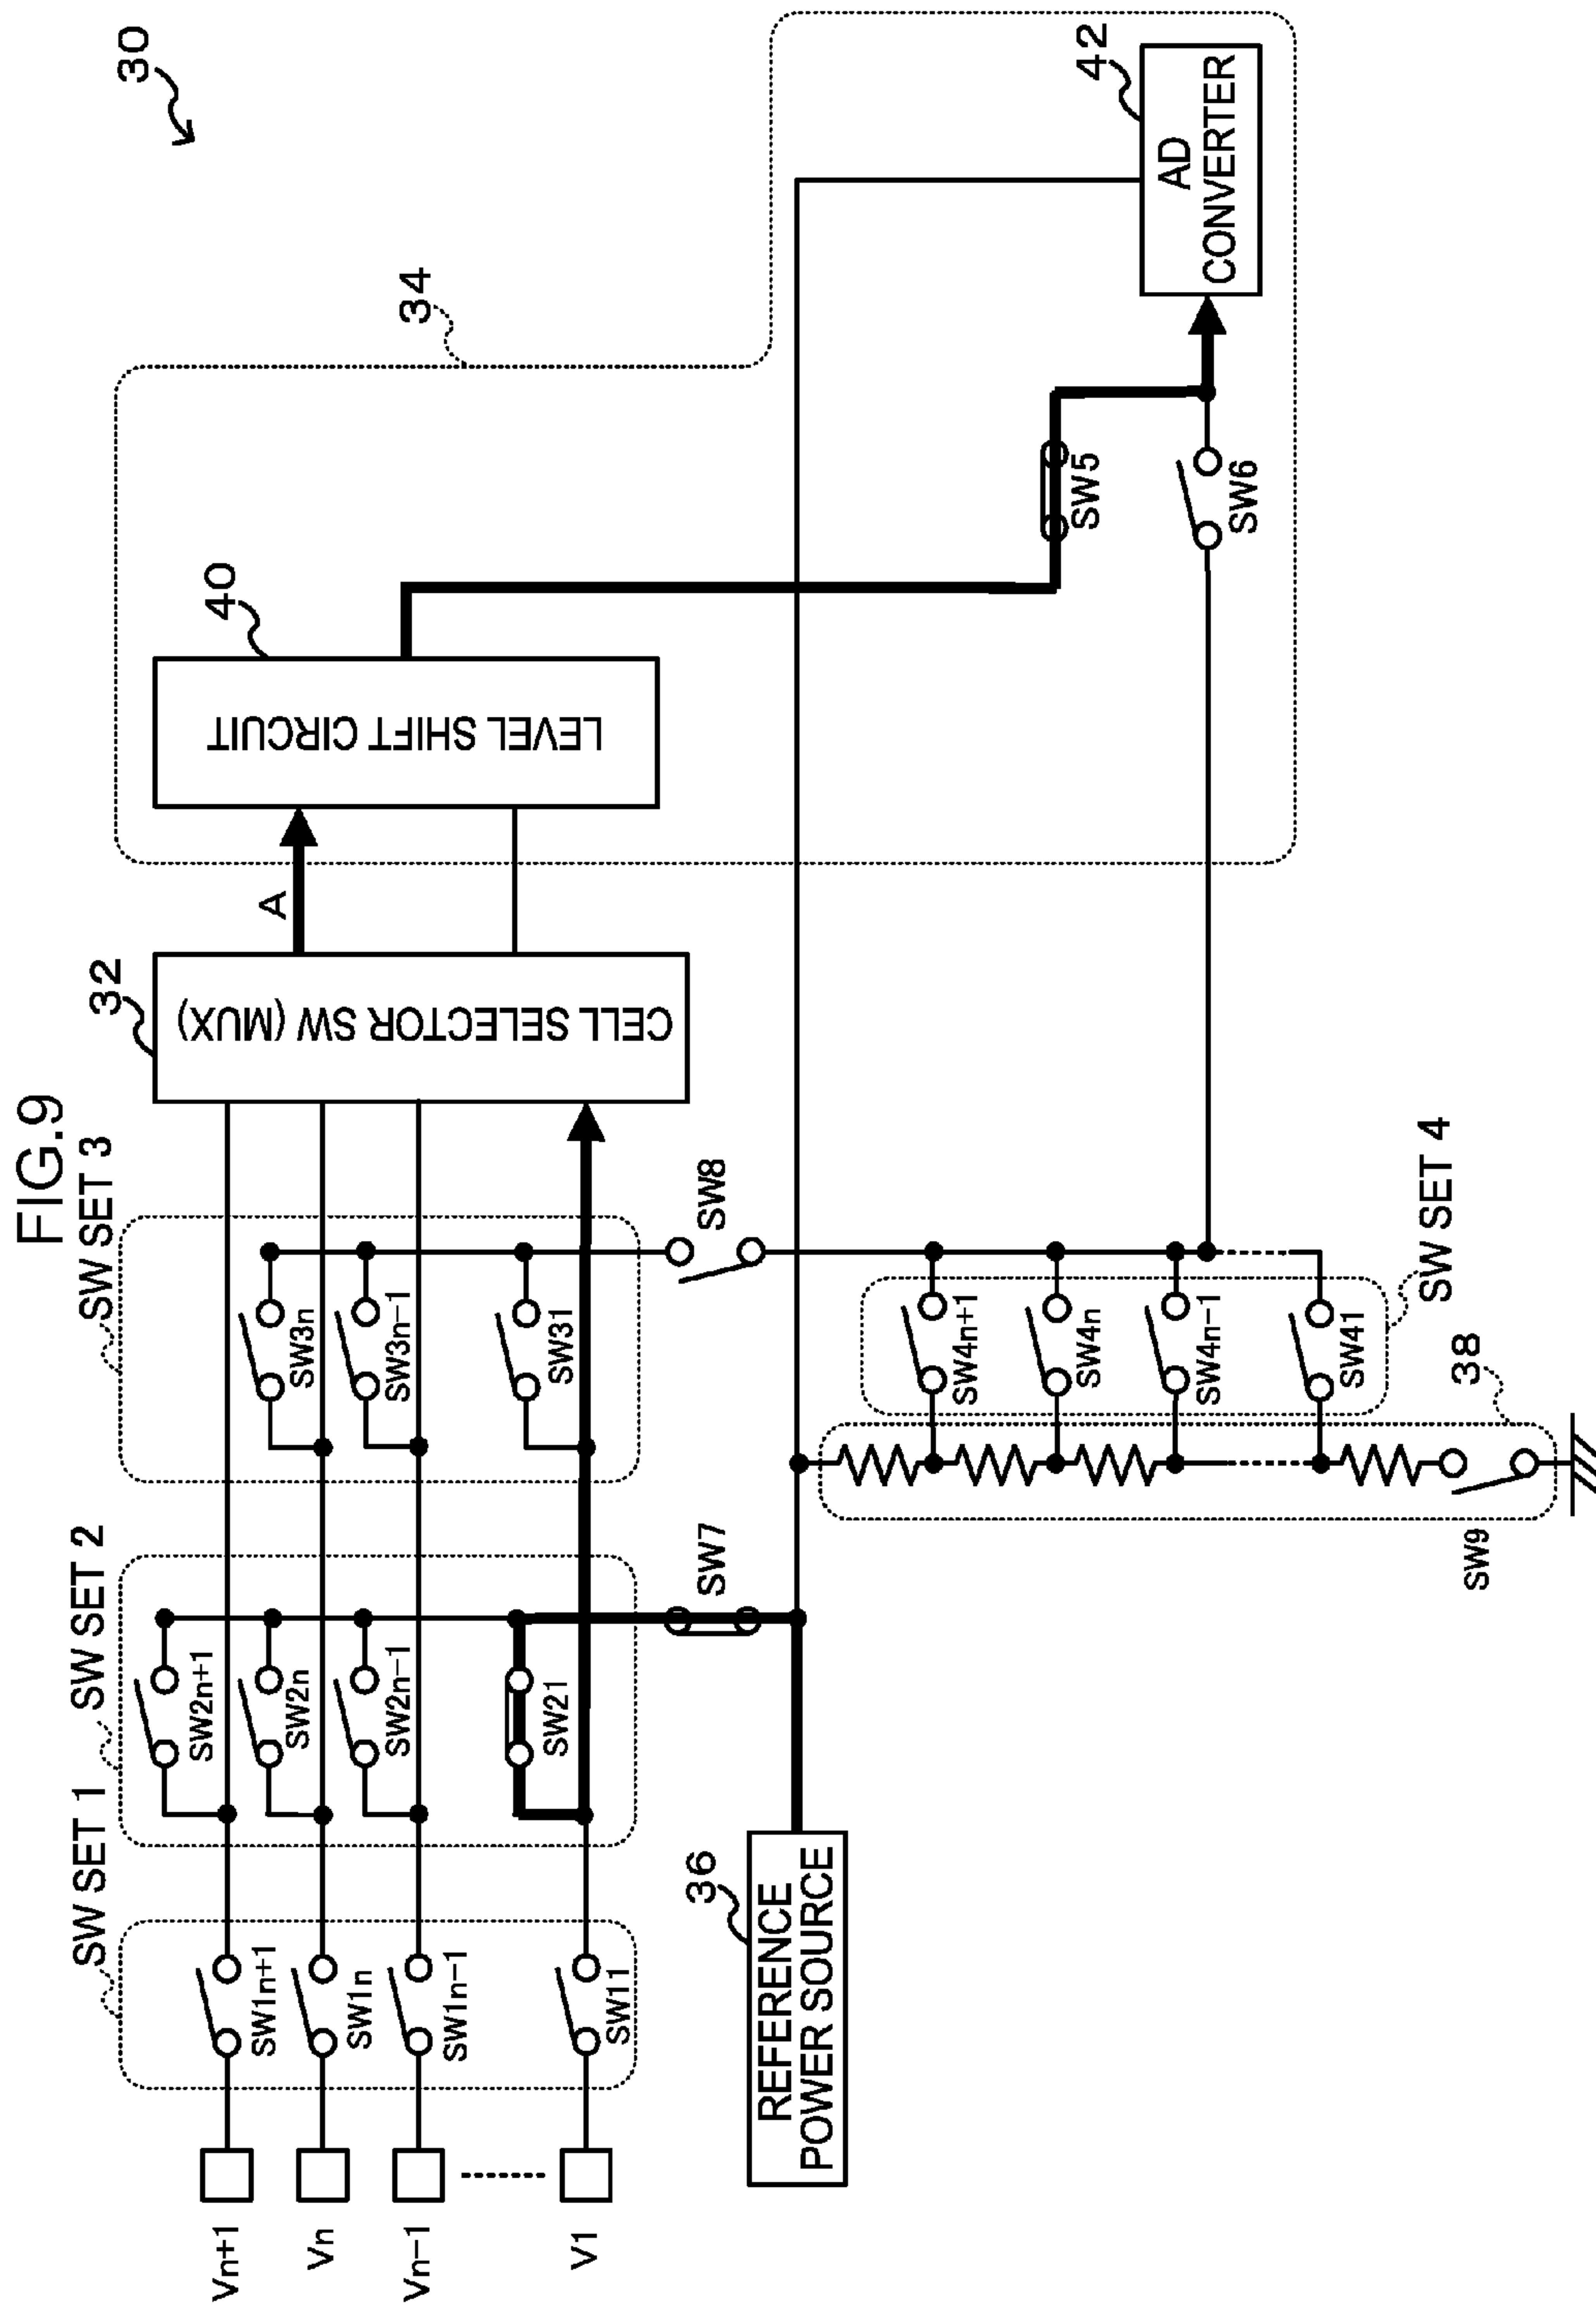 FIG.9
30
SW SET 1
SW SET 2
SW SET 3
32
40
34
42
Vn+1
Vn
Vn-1
V1
SW1n+1
SW1n
SW1n-1
SW11
SW2n+1
SW2n
SW2n-1
SW21
SW3n
SW3n-1
SW31
CELL SELECTOR SW (MUX)
A
LEVEL SHIFT CIRCUIT
SW7
SW8
SW5
SW6
36
REFERENCE
POWER SOURCE
AD
CONVERTER
SW4n+1
SW4n
SW4n-1
SW41
SW SET 4
38
SW9